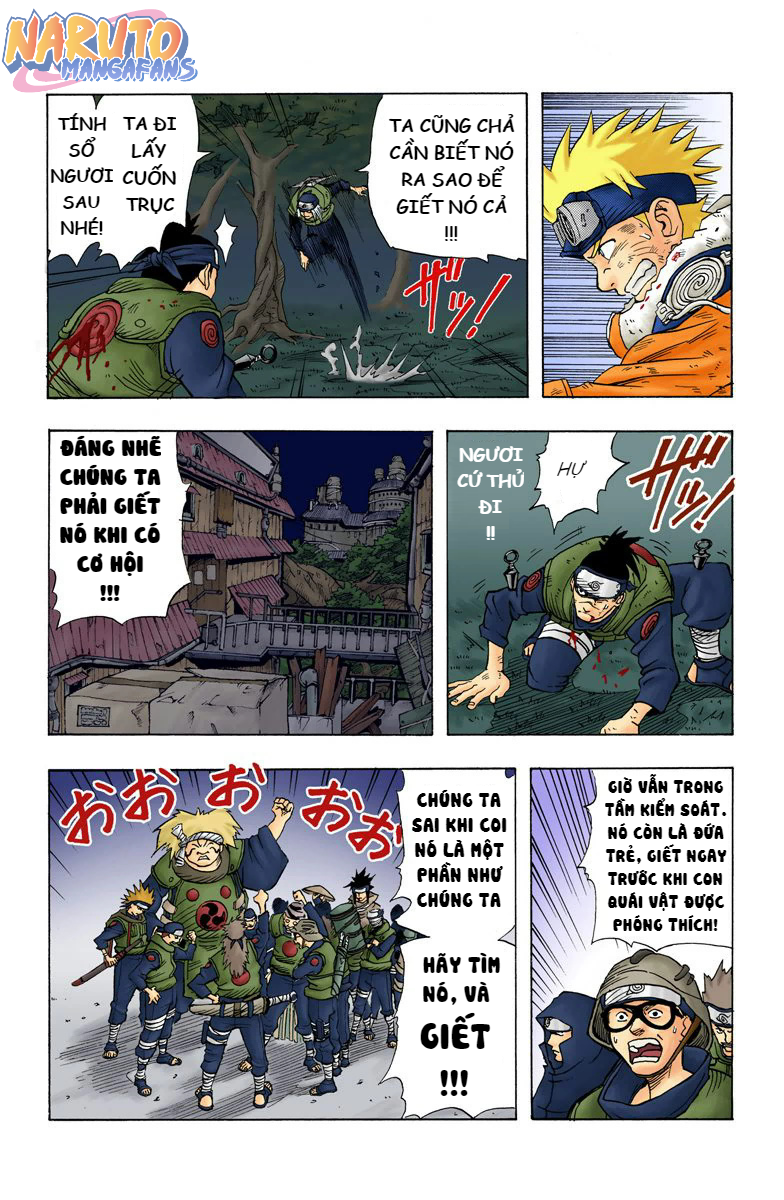 NARUTO
MANGAFANS
TA CŨNG CHẢ
CẦN BIẾT NÓ
RA SAO ĐỂ
GIẾT NÓ CẢ
!!!
TA ĐI
LẤY
CUỐN
TRỤC
TÍNH
SỔ
NGƯƠI
SAU
NHÉ!
ザッ!
NGƯƠI
CỨ THỦ
ĐI
!!
HỰ
ザッ!
ĐÁNG NHẼ
CHÚNG TA
PHẢI GIẾT
NÓ KHI CÓ
CƠ HỘI
!!!
GIỜ VẪN TRONG
TẦM KIỂM SOÁT.
NÓ CÒN LÀ ĐỨA
TRẺ, GIẾT NGAY
TRƯỚC KHI CON
QUÁI VẬT ĐƯỢC
PHÓNG THÍCH!
CHÚNG TA
SAI KHI COI
NÓ LÀ MỘT
PHẦN NHƯ
CHÚNG TA
HÃY TÌM
NÓ, VÀ
GIẾT
!!!
おおおおお